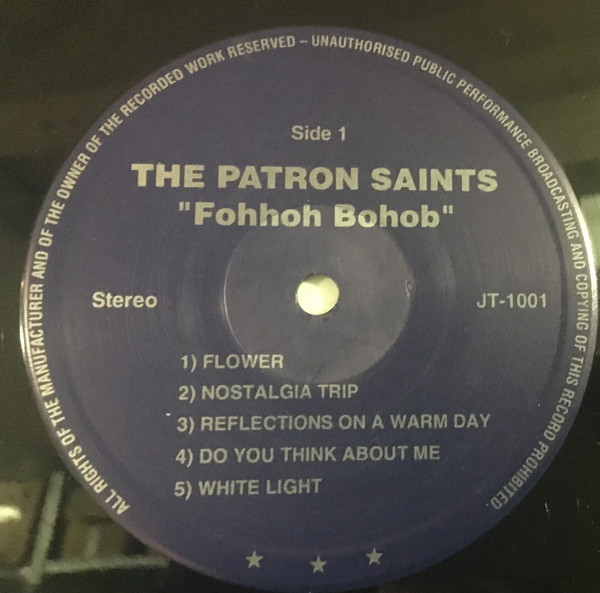 ALL RIGHTS OF THE MANUFACTURER AND OF THE OWNER OF THE RECORDED WORK RESERVED – UNAUTHORISED PUBLIC PERFORMANCE BROADCASTING AND COPYING OF THIS RECORD PROHIBITED.
Side 1
THE PATRON SAINTS
"Fohhoh Bohob"
Stereo
JT-1001
1) FLOWER
2) NOSTALGIA TRIP
3) REFLECTIONS ON A WARM DAY
4) DO YOU THINK ABOUT ME
5) WHITE LIGHT